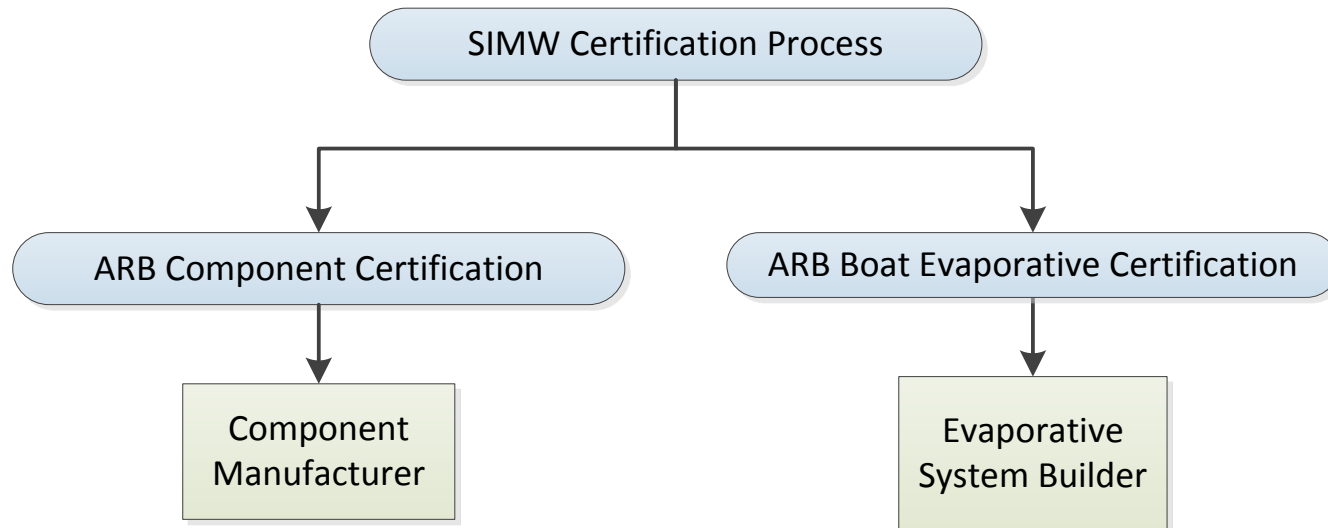 SIMW Certification Process
ARB Component Certification
ARB Boat Evaporative Certification
Component
Manufacturer
Evaporative
System Builder